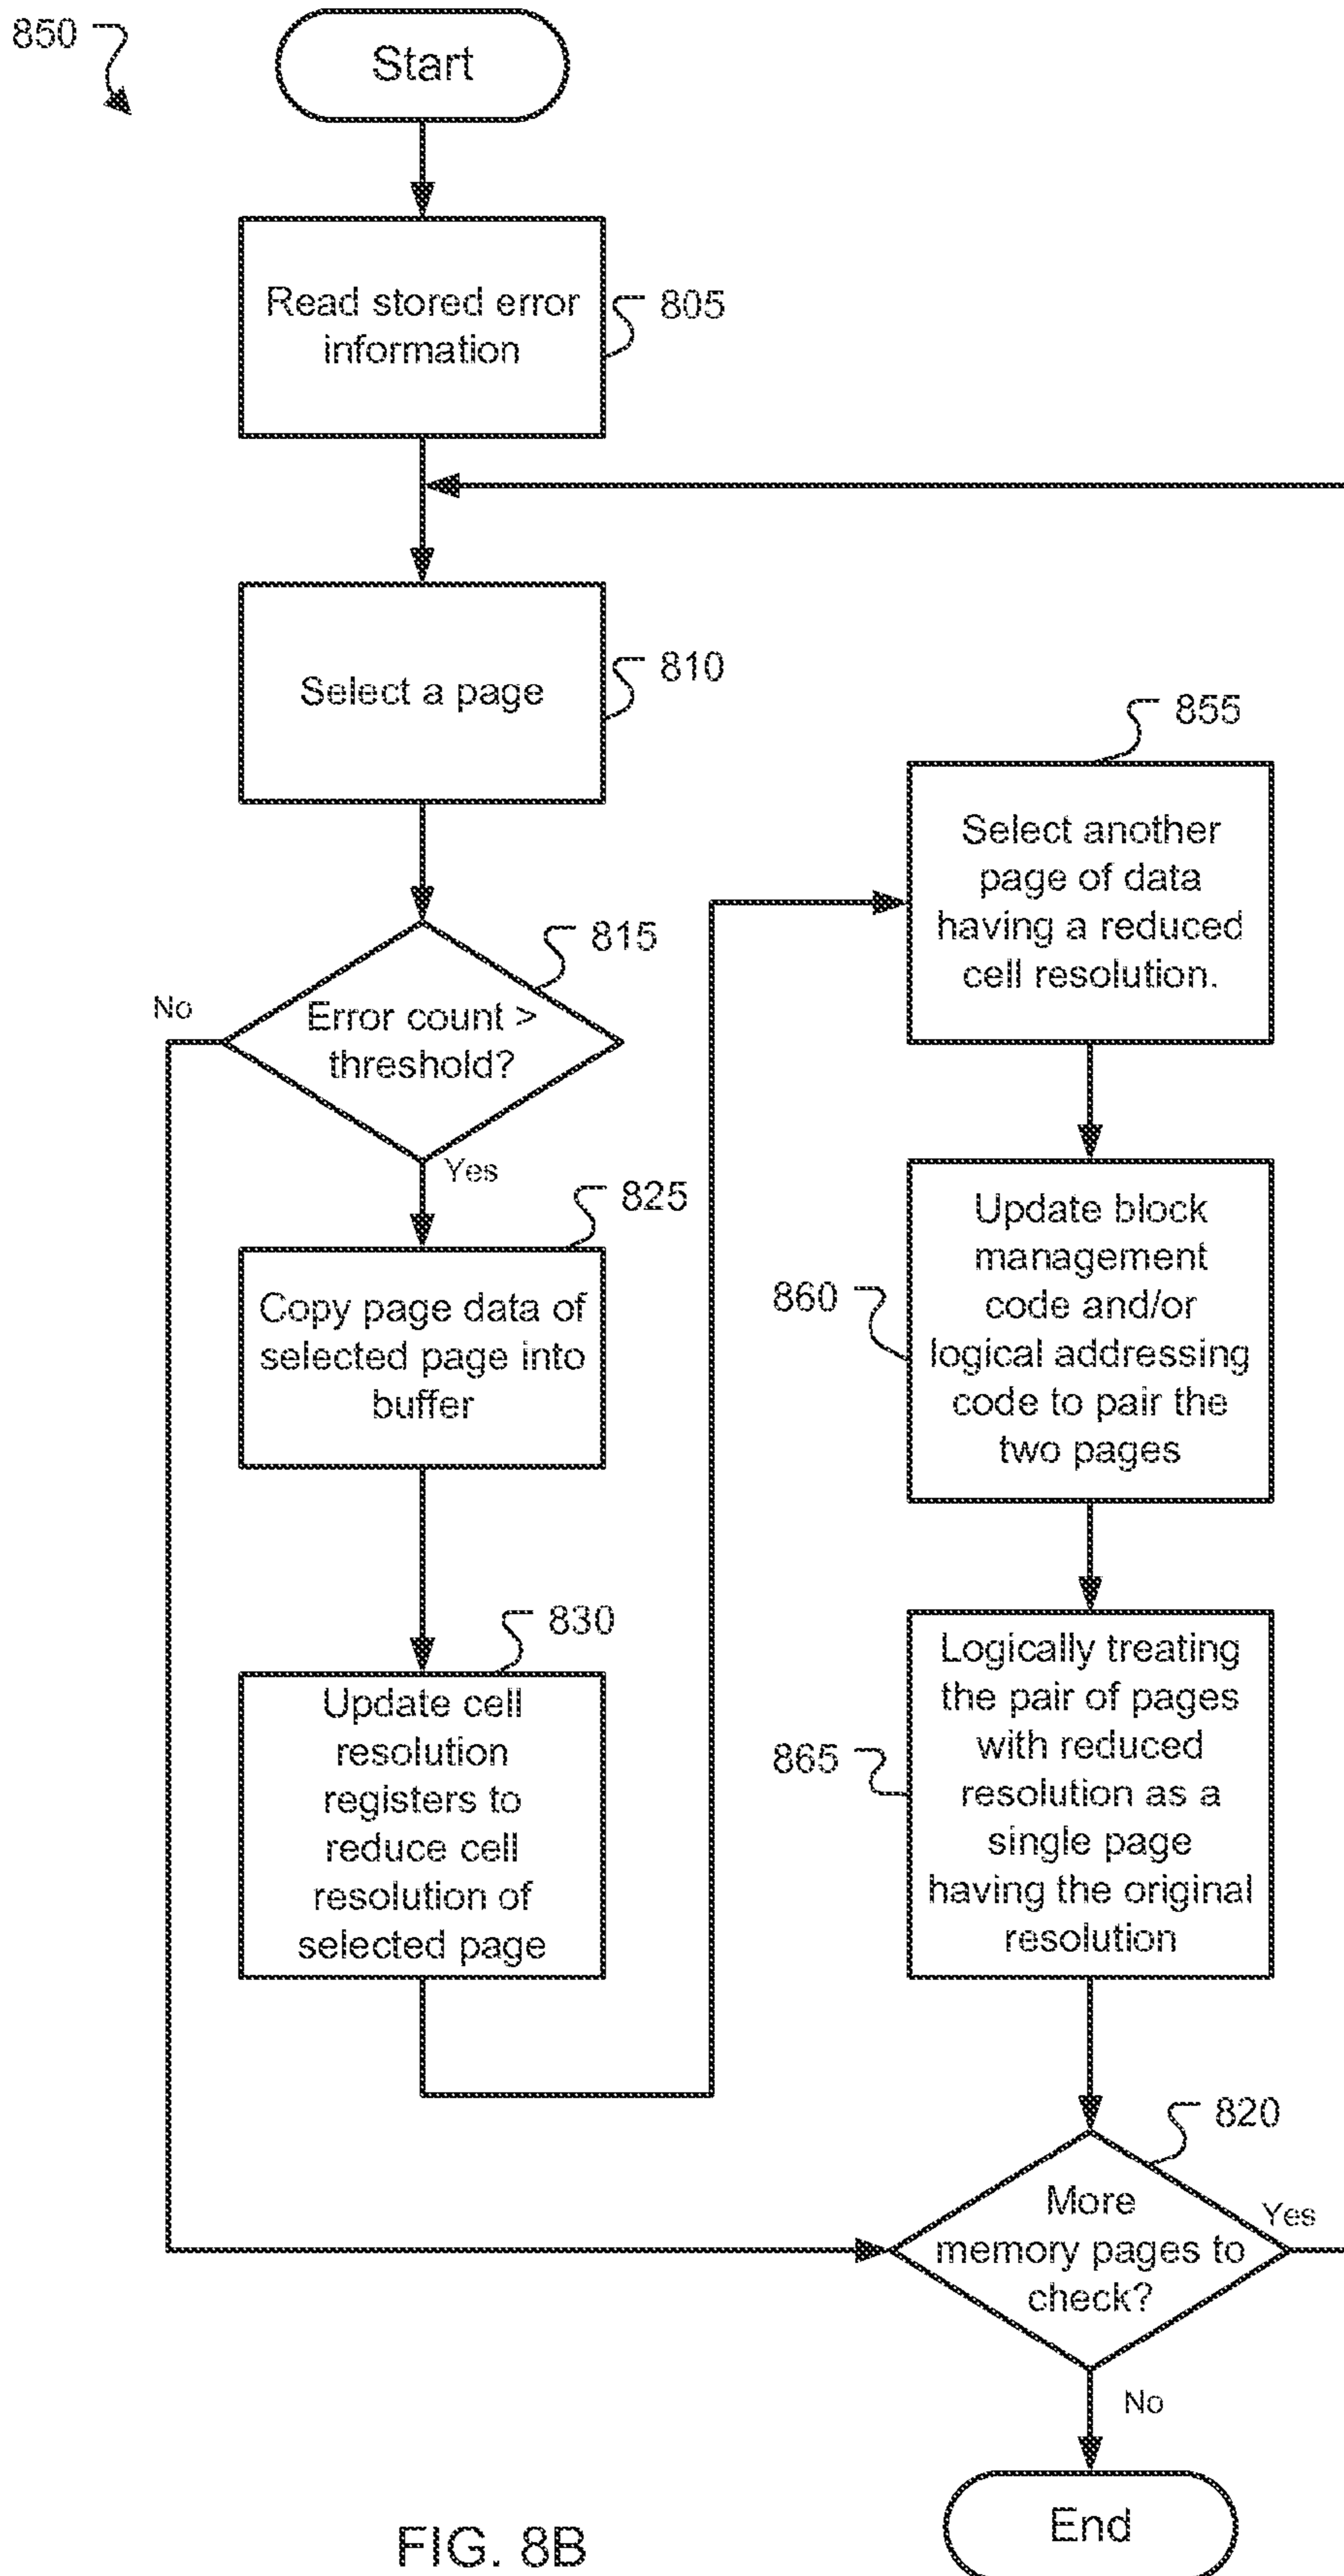 850
Start
Read stored error
information
805
Select a page
810
Error count >
threshold?
815
No
Yes
Copy page data of
selected page into
buffer
825
Update cell
resolution
registers to
reduce cell
resolution of
selected page
830
Select another
page of data
having a reduced
cell resolution.
855
Update block
management
code and/or
logical addressing
code to pair the
two pages
860
Logically treating
the pair of pages
with reduced
resolution as a
single page
having the original
resolution
865
More
memory pages to
check?
820
Yes
No
End
FIG. 8B